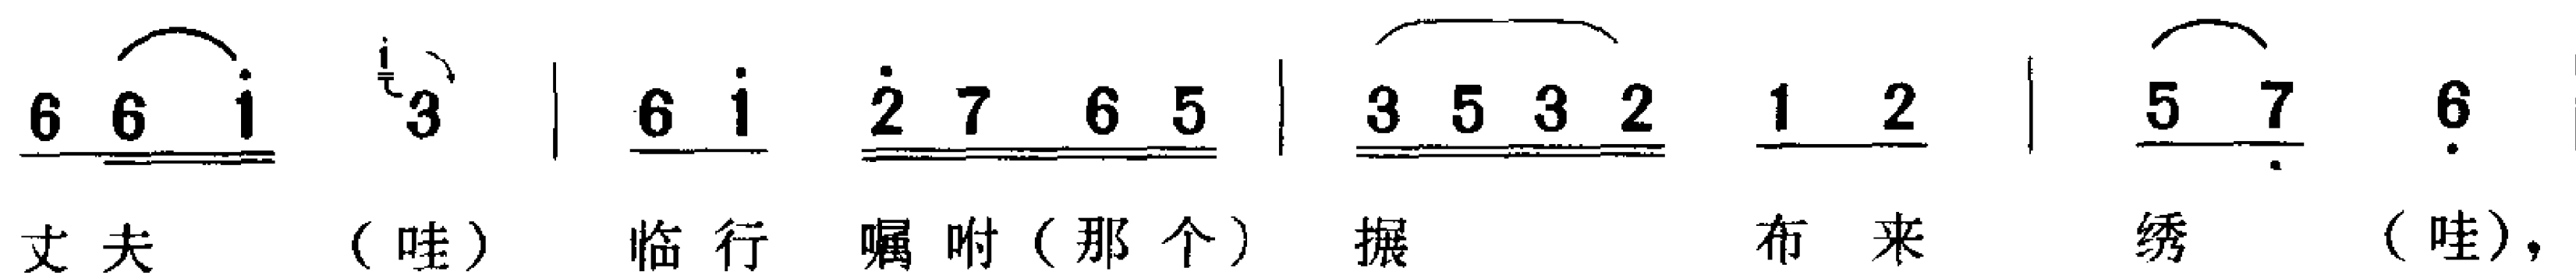 6 6 i i 3 | 6 i 2 7 6 5 | 3 5 3 2 1 2 | 5 7 6
丈夫 (哇) 临行 嘱咐(那个) 搌 布来 绣 (哇),